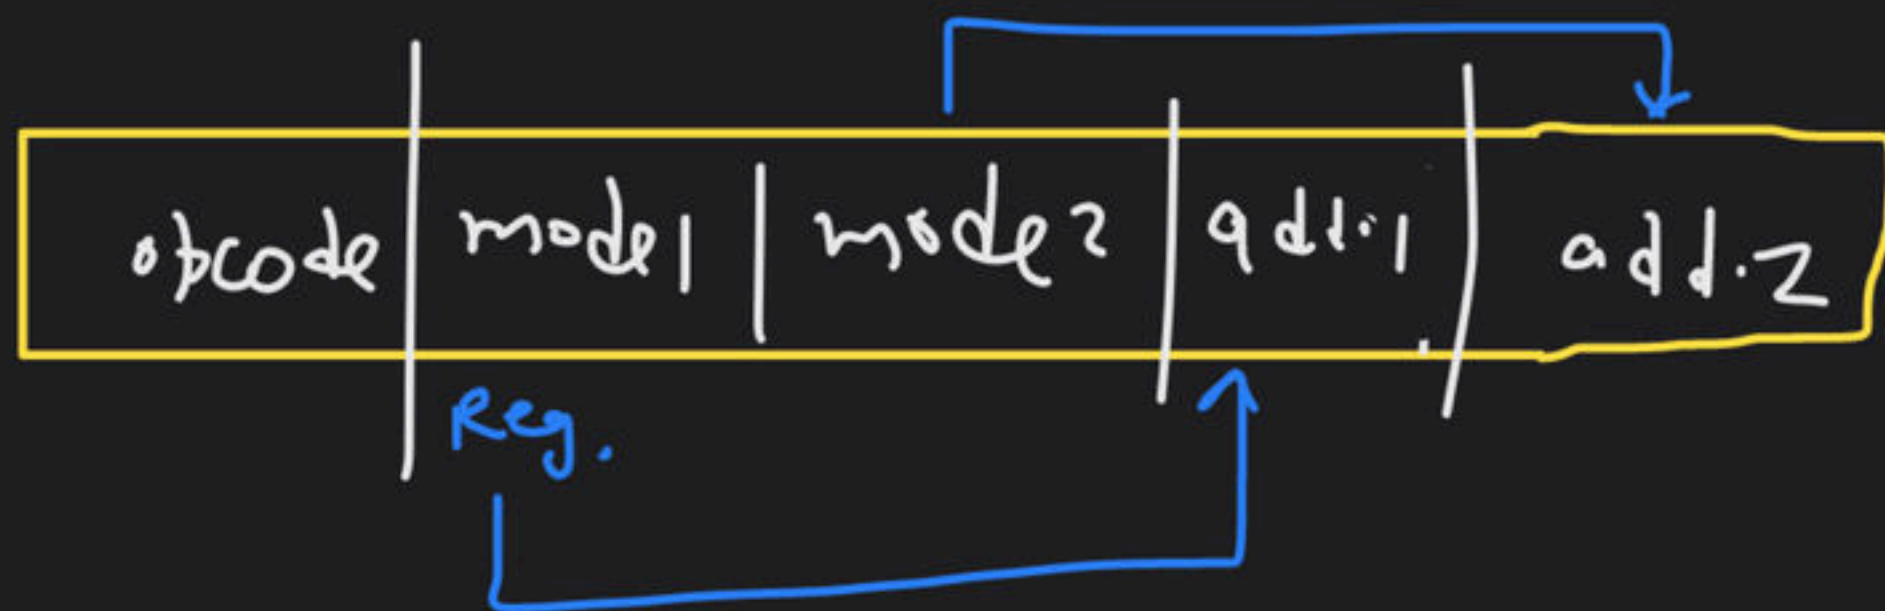 opcode | mode1 | mode2 | add.1 | add.2
Reg.